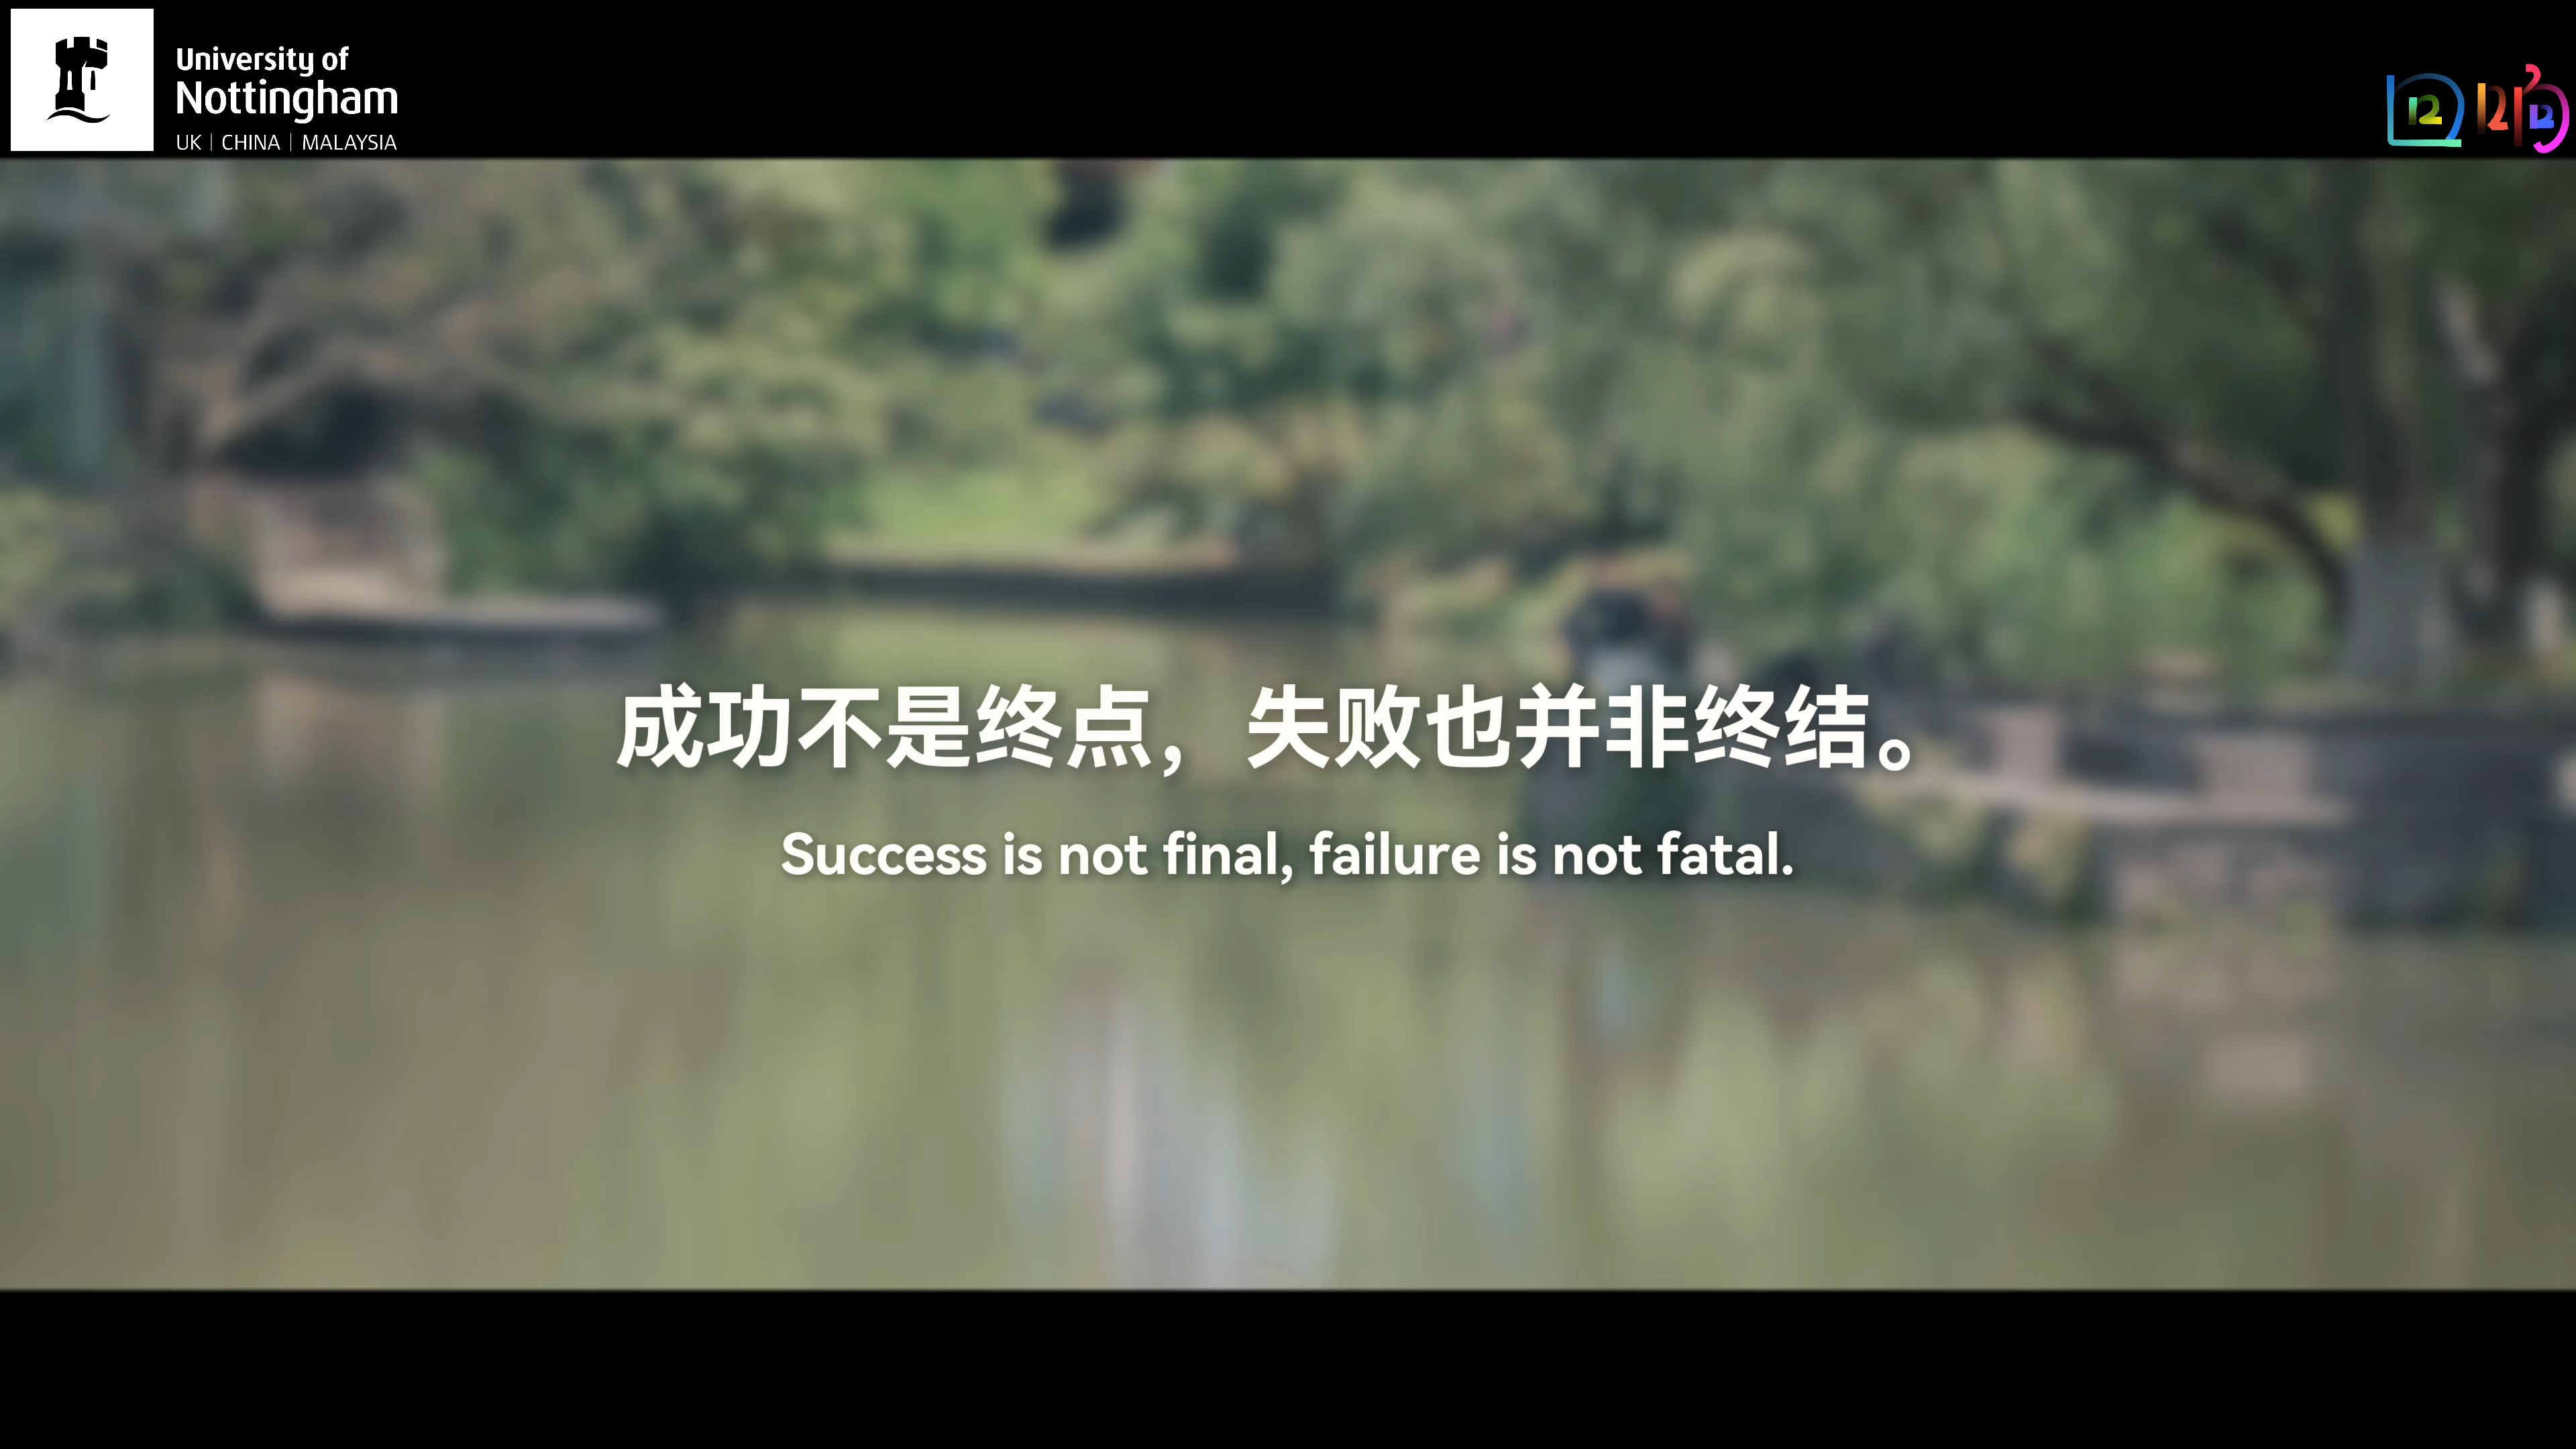 University of
Nottingham
UK | CHINA | MALAYSIA
成功不是终点，失败也并非终结。
Success is not final, failure is not fatal.